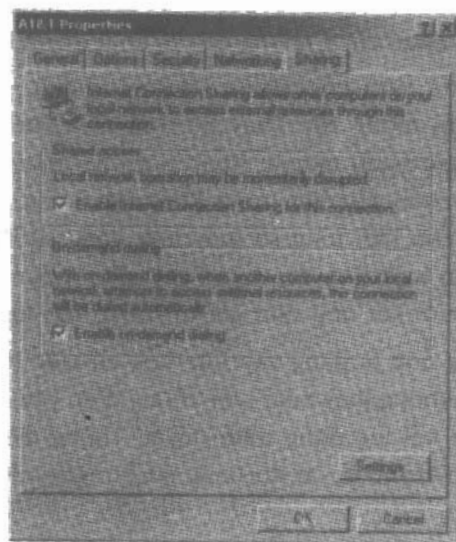 A12.1 Properties
General Options Security Networking Sharing
Internet Connection Sharing allows other computers on your
local network to access external resources through this
connection.
Shared access
Local network operation may be momentarily disrupted.
Enable Internet Connection Sharing for this connection.
On-demand dialing
With on-demand dialing, when another computer on your local
network attempts to access external resources, this connection
will be dialed automatically.
Enable on-demand dialing
Settings
OK Cancel